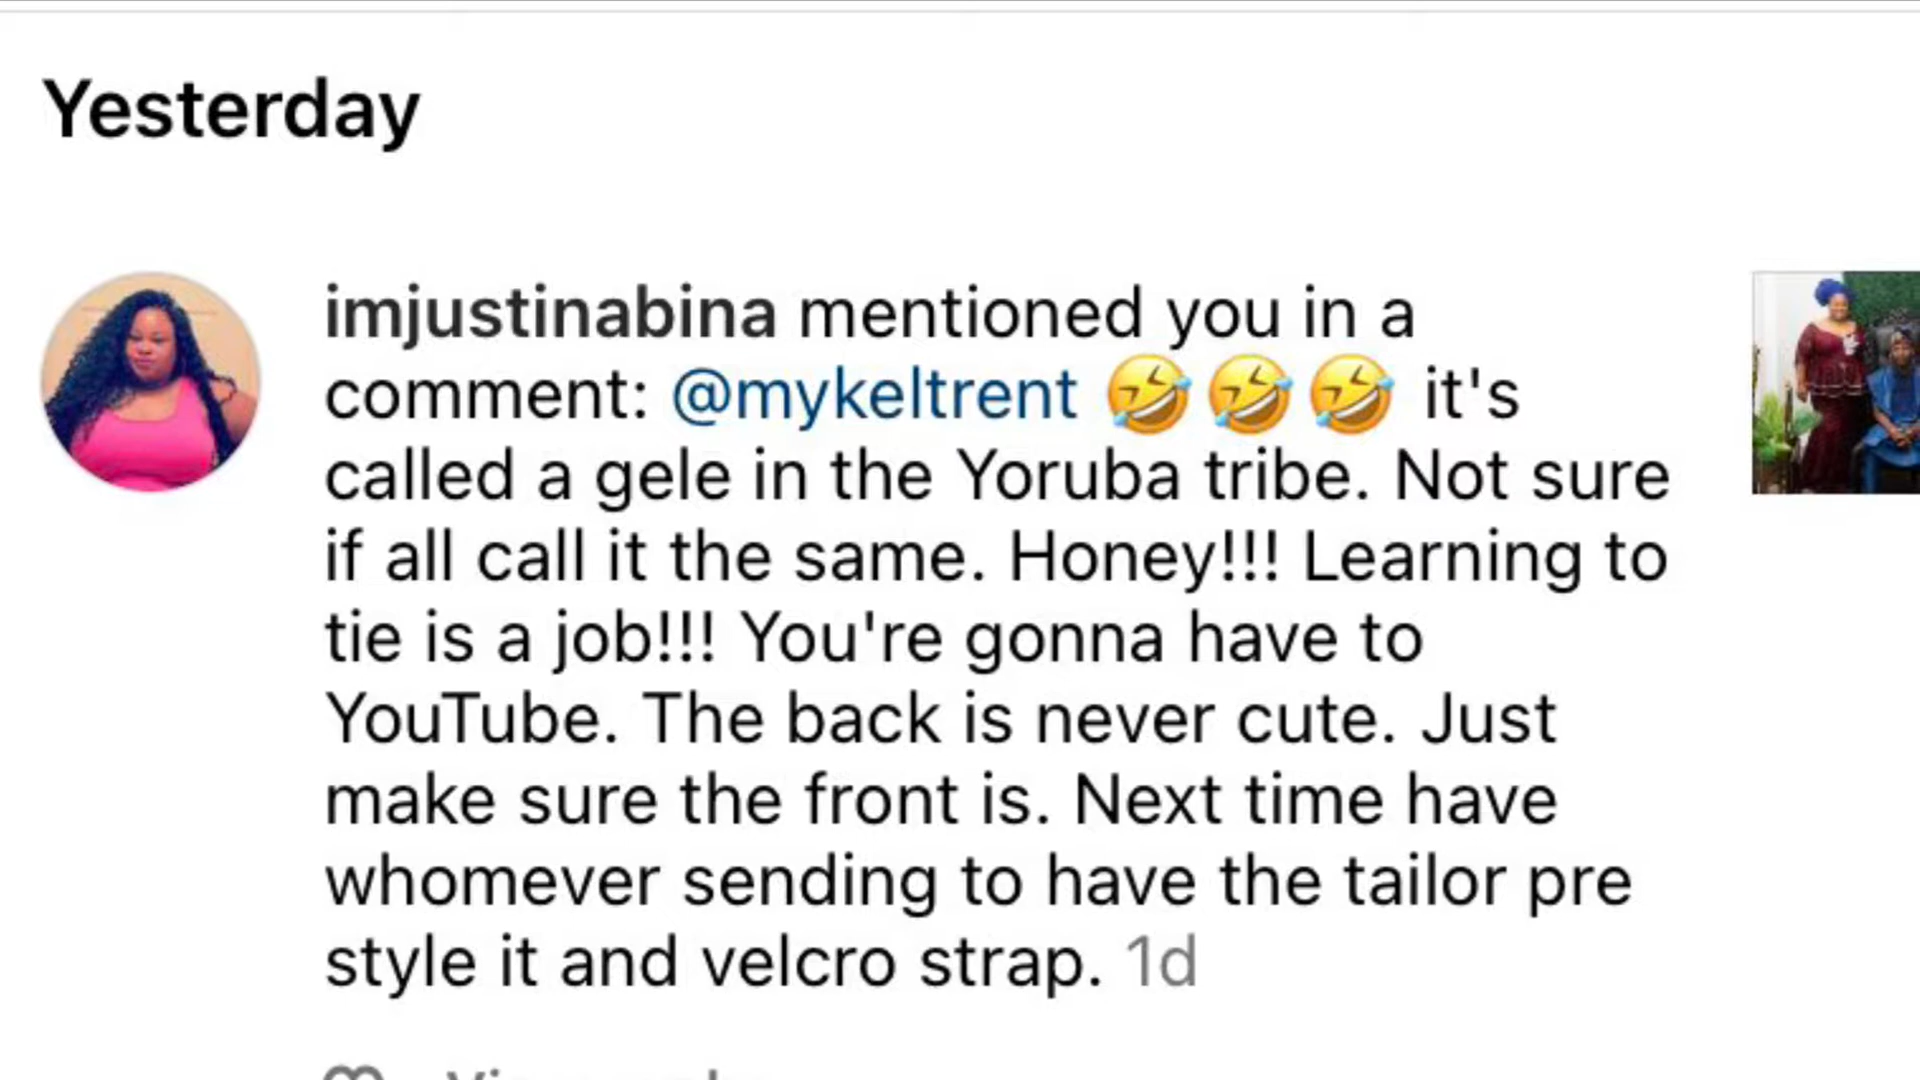 Yesterday
imjustinabina mentioned you in a
comment: @mykeltrent 🤣🤣🤣 it's
called a gele in the Yoruba tribe. Not sure
if all call it the same. Honey!!! Learning to
tie is a job!!! You're gonna have to
YouTube. The back is never cute. Just
make sure the front is. Next time have
whomever sending to have the tailor pre
style it and velcro strap. 1d